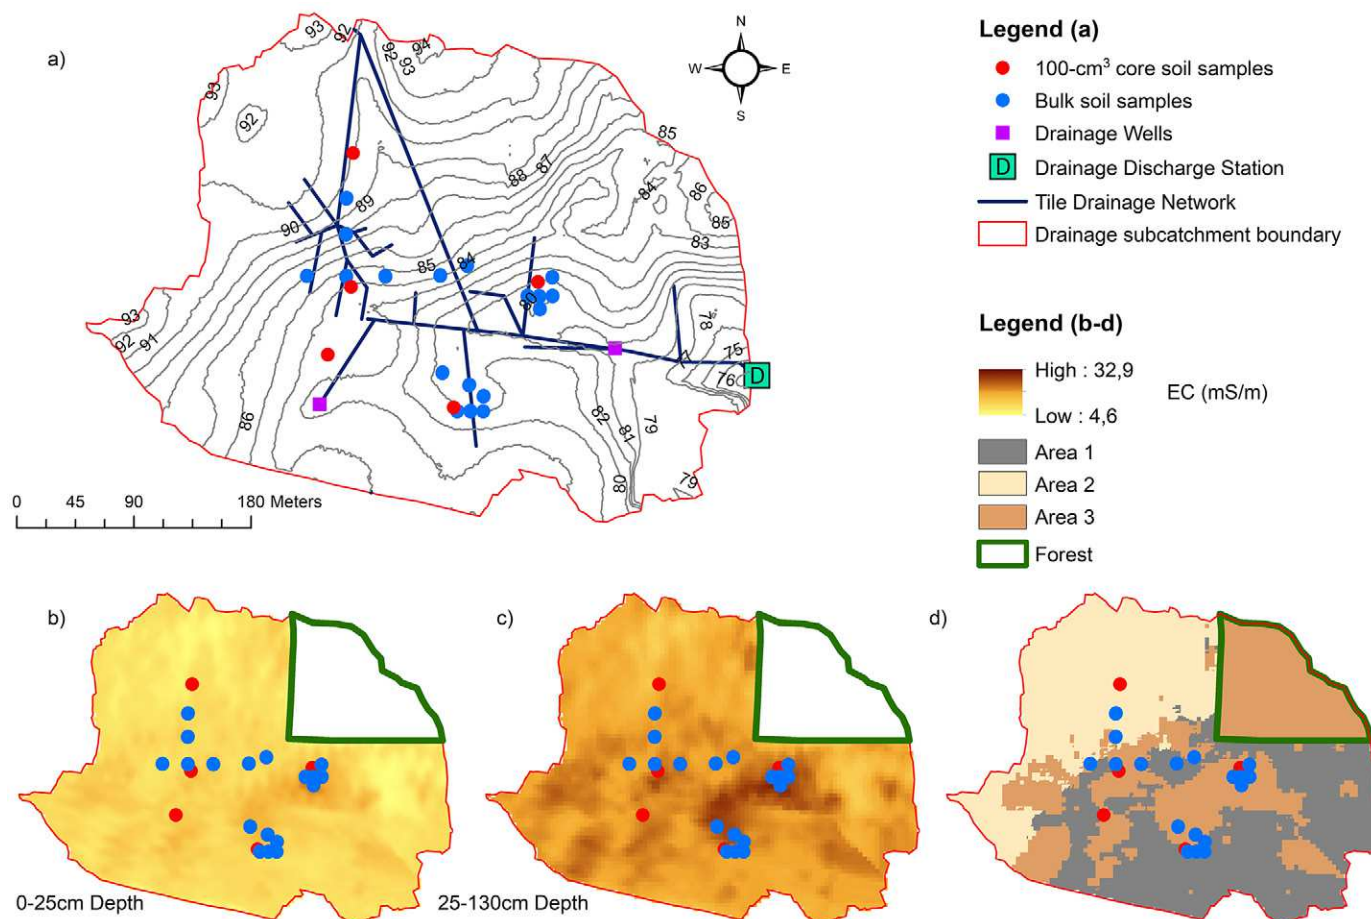 a)
N
W E
S
93
92
92
93
94
93
92
85
87
88
84
86
85
89
90
83
85
84
80
78
93
92
91
75
76
D
86
82
81
79
80
79
0 45 90 180 Meters
Legend (a)
100-cm³ core soil samples
Bulk soil samples
Drainage Wells
D Drainage Discharge Station
Tile Drainage Network
Drainage subcatchment boundary
Legend (b-d)
High : 32,9
EC (mS/m)
Low : 4,6
Area 1
Area 2
Area 3
Forest
b)
c)
d)
0-25cm Depth
25-130cm Depth